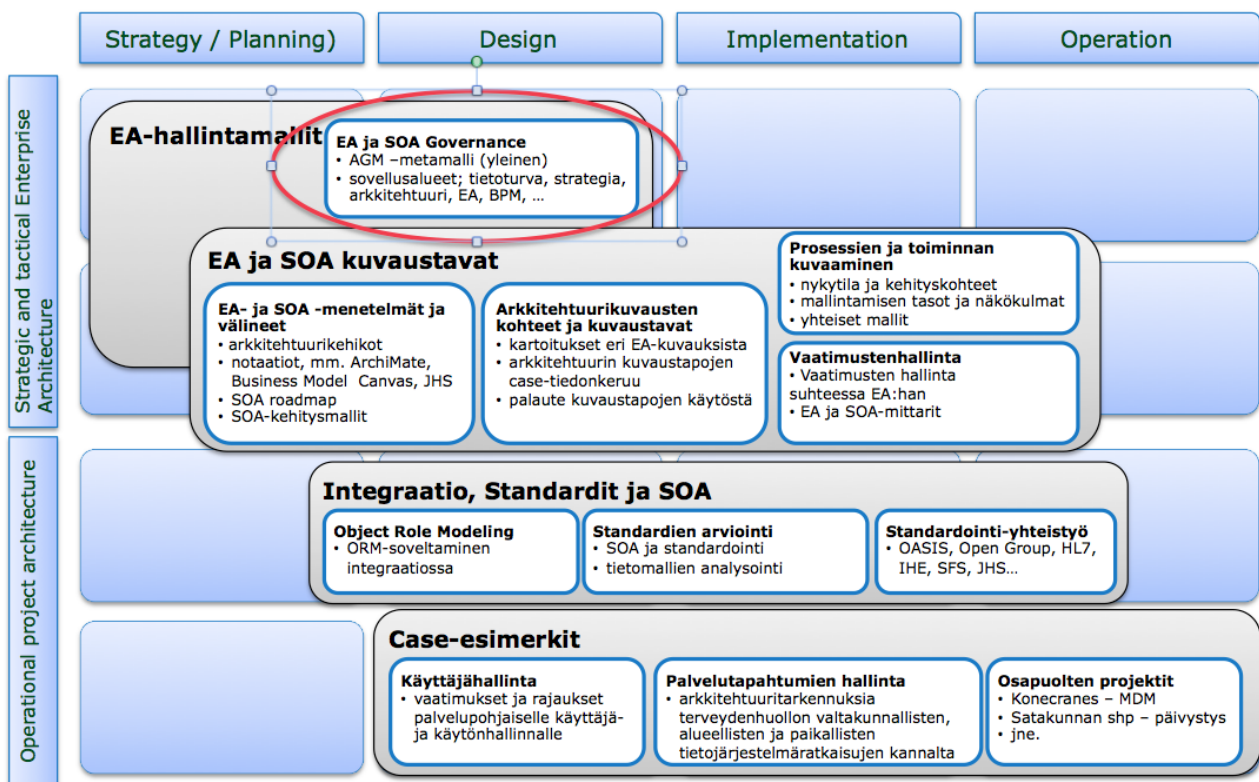 Strategy / Planning)
Design
Implementation
Operation
Strategic and tactical Enterprise
Architecture
EA-hallintamallit
EA ja SOA Governance
• AGM –metamalli (yleinen)
• sovellusalueet; tietoturva, strategia,
arkkitehtuuri, EA, BPM, …
EA ja SOA kuvaustavat
EA- ja SOA -menetelmät ja
välineet
• arkkitehtuurikehikot
• notaatiot, mm. ArchiMate,
Business Model Canvas, JHS
• SOA roadmap
• SOA-kehitysmallit
Arkkitehtuurikuvausten
kohteet ja kuvaustavat
• kartoitukset eri EA-kuvauksista
• arkkitehtuurin kuvaustapojen
case-tiedonkeruu
• palaute kuvaustapojen käytöstä
Prosessien ja toiminnan
kuvaaminen
• nykytila ja kehityskohteet
• mallintamisen tasot ja näkökulmat
• yhteiset mallit
Vaatimustenhallinta
• Vaatimusten hallinta
suhteessa EA:han
• EA ja SOA-mittarit
Operational project architecture
Integraatio, Standardit ja SOA
Object Role Modeling
• ORM-soveltaminen
integraatiossa
Standardien arviointi
• SOA ja standardointi
• tietomallien analysointi
Standardointi-yhteistyö
• OASIS, Open Group, HL7,
IHE, SFS, JHS…
Case-esimerkit
Käyttäjähallinta
• vaatimukset ja rajaukset
palvelupohjaiselle käyttäjä-
ja käytönhallinnalle
Palvelutapahtumien hallinta
• arkkitehtuuritarkennuksia
terveydenhuollon valtakunnallisten,
alueellisten ja paikallisten
tietojärjestelmäratkaisujen kannalta
Osapuolten projektit
• Konecranes – MDM
• Satakunnan shp – päivystys
• jne.